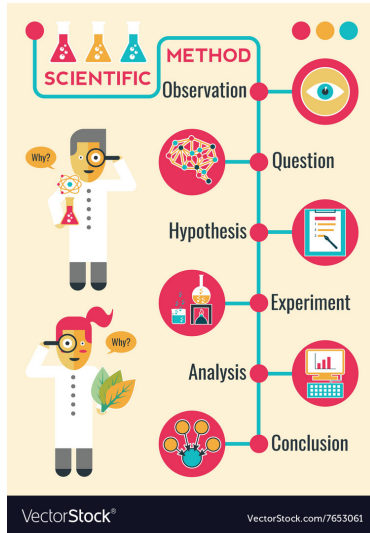 SCIENTIFIC
METHOD
Observation
Why?
Question
Hypothesis
Experiment
Why?
Analysis
Conclusion
VectorStock®
VectorStock.com/7653061